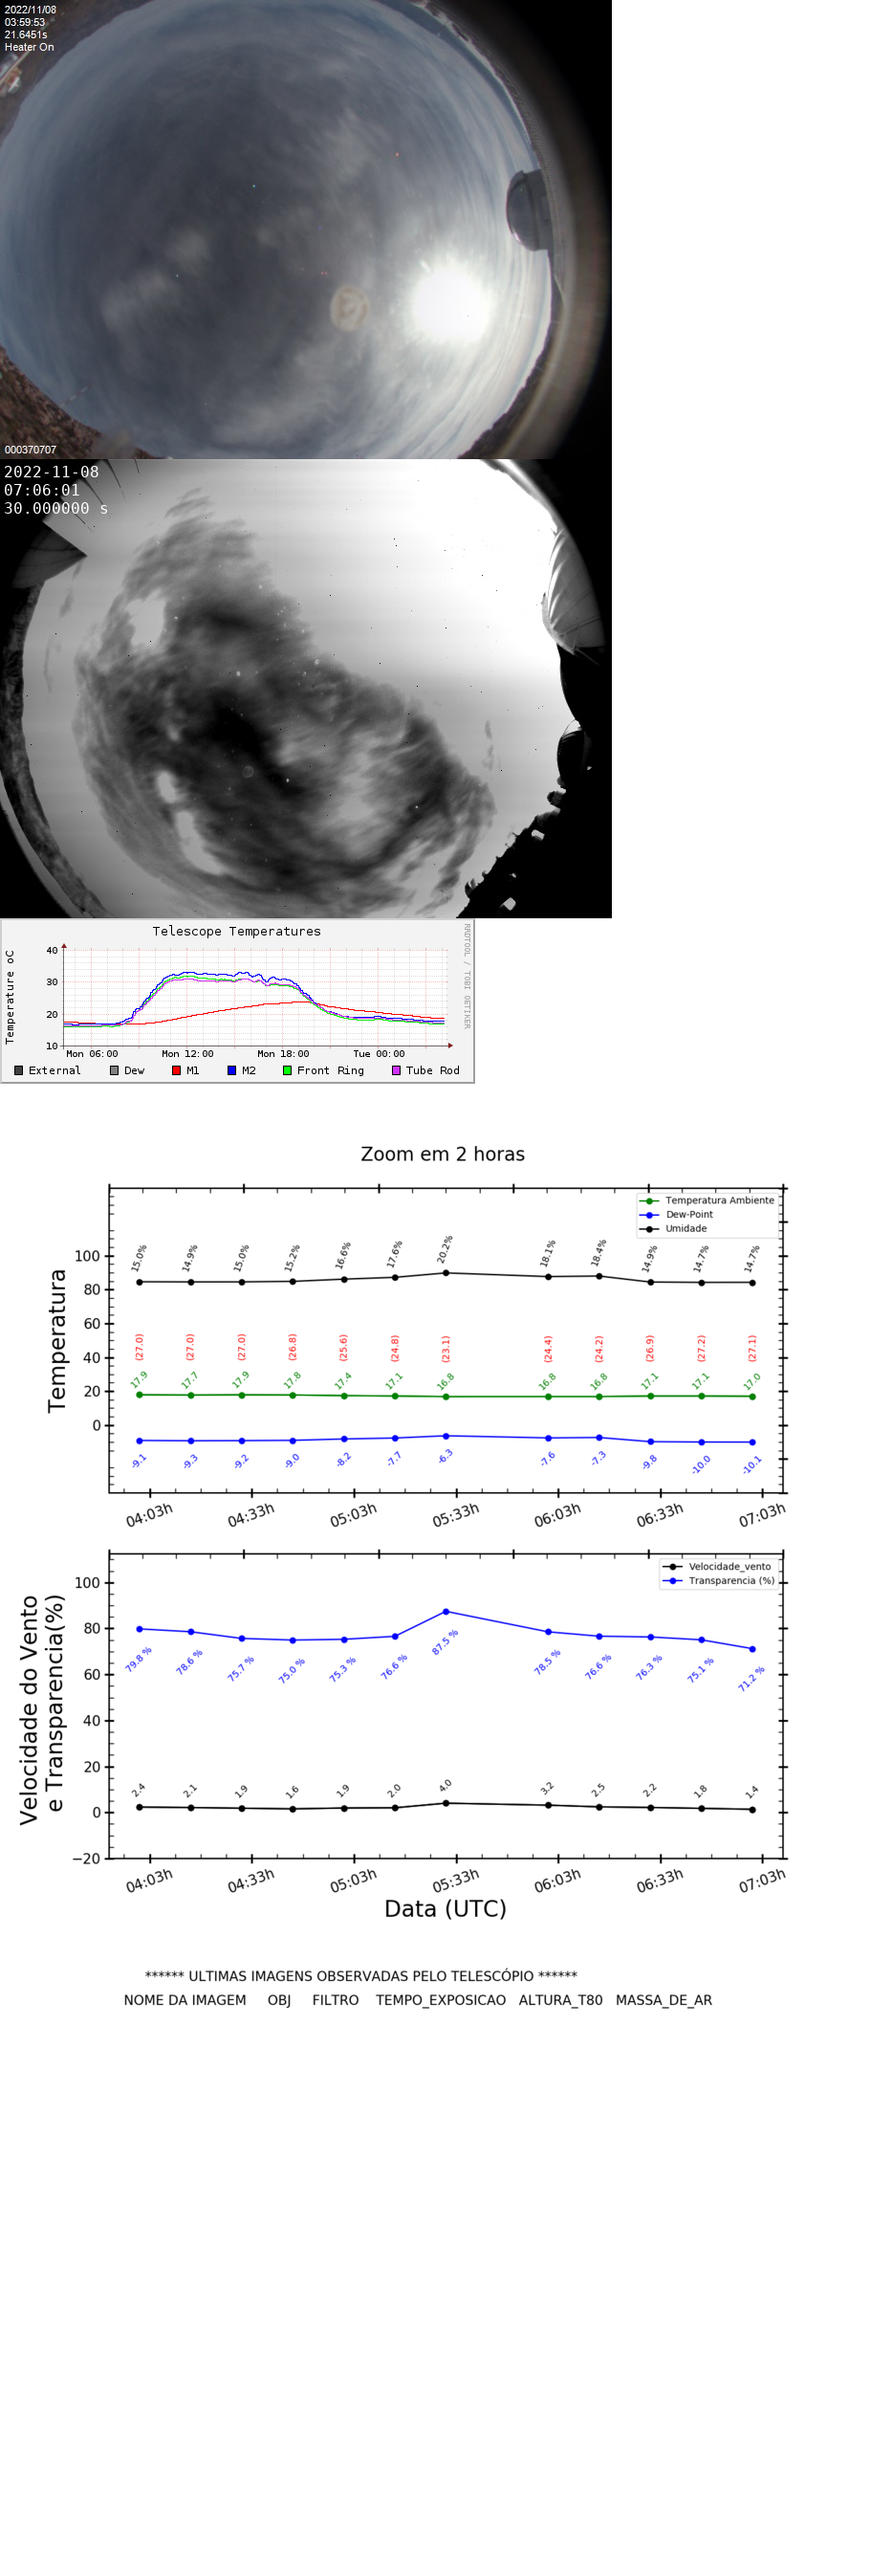 2022/11/08
03:59:53
21.6451s
Heater On
000370707
2022-11-08
07:06:01
30.000000 s
Telescope Temperatures
RRDTOOL / TOBI OETIKER
Temperature oC
40
30
20
10
Mon 06:00 Mon 12:00 Mon 18:00 Tue 00:00
External Dew M1 M2 Front Ring Tube Rod
Zoom em 2 horas
Temperatura Ambiente
Dew-Point
Umidade
Temperatura
100
80
60
40
20
0
15.0% 14.9% 15.0% 15.2% 16.6% 17.6% 20.2% 18.1% 18.4% 14.9% 14.7% 14.7%
(27.0) (27.0) (27.0) (26.8) (25.6) (24.8) (23.1) (24.4) (24.2) (26.9) (27.2) (27.1)
17.9 17.7 17.9 17.8 17.4 17.1 16.8 16.8 16.8 17.1 17.1 17.0
-9.1 -9.3 -9.2 -9.0 -8.2 -7.7 -6.3 -7.6 -7.3 -9.8 -10.0 -10.1
04:03h 04:33h 05:03h 05:33h 06:03h 06:33h 07:03h
Velocidade_vento
Transparencia (%)
Velocidade do Vento
e Transparencia(%)
100
80
60
40
20
0
−20
79.8 % 78.6 % 75.7 % 75.0 % 75.3 % 76.6 % 87.5 % 78.5 % 76.6 % 76.3 % 75.1 % 71.2 %
2.4 2.1 1.9 1.6 1.9 2.0 4.0 3.2 2.5 2.2 1.8 1.4
04:03h 04:33h 05:03h 05:33h 06:03h 06:33h 07:03h
Data (UTC)
****** ULTIMAS IMAGENS OBSERVADAS PELO TELESCÓPIO ******
NOME DA IMAGEM OBJ FILTRO TEMPO_EXPOSICAO ALTURA_T80 MASSA_DE_AR